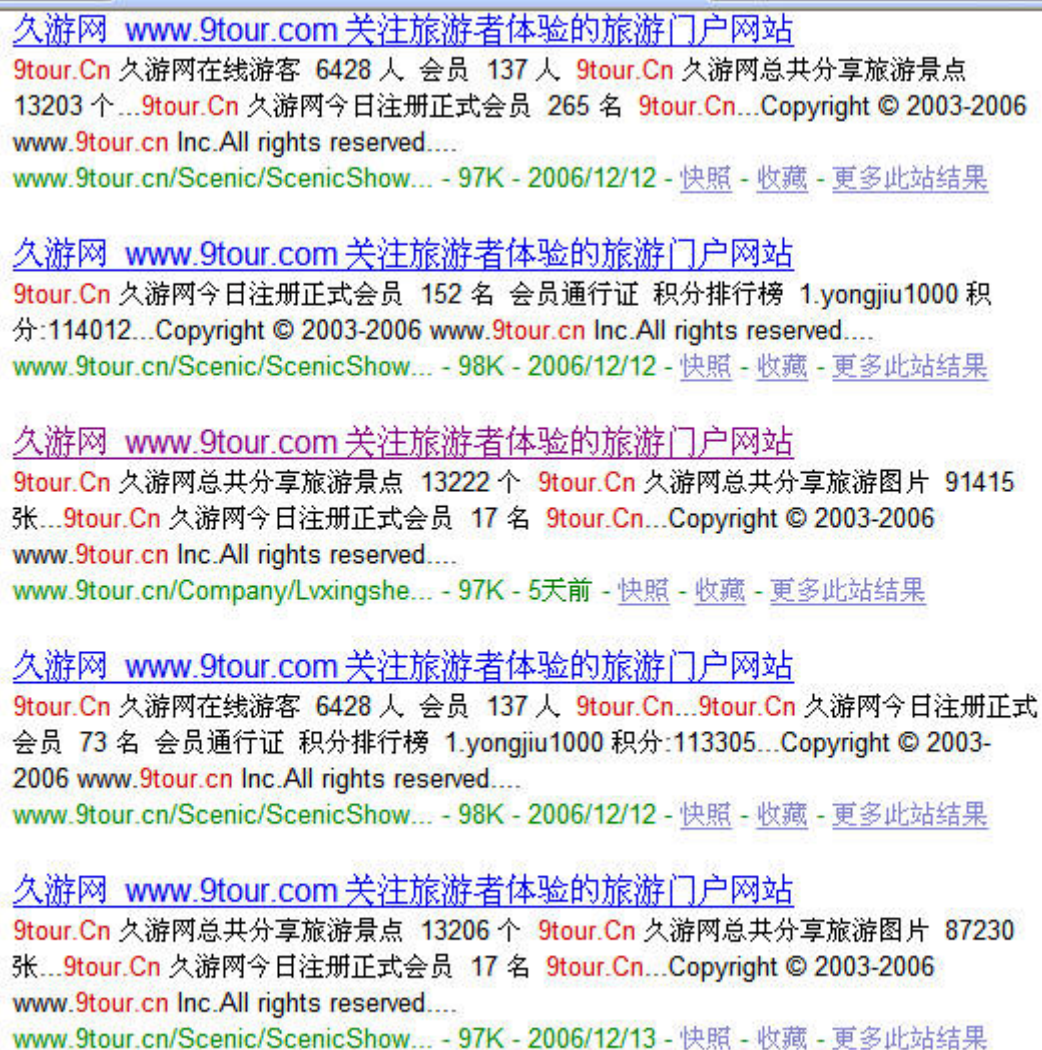 久游网 www.9tour.com 关注旅游者体验的旅游门户网站
9tour.Cn 久游网在线游客 6428 人 会员 137 人 9tour.Cn 久游网总共分享旅游景点
13203 个 ...9tour.Cn 久游网今日注册正式会员 265 名 9tour.Cn...Copyright © 2003-2006
www.9tour.cn Inc.All rights reserved....
www.9tour.cn/Scenic/ScenicShow... - 97K - 2006/12/12 - 快照 - 收藏 - 更多此站结果
久游网 www.9tour.com 关注旅游者体验的旅游门户网站
9tour.Cn 久游网今日注册正式会员 152 名 会员通行证 积分排行榜 1.yongjiu1000 积
分:114012...Copyright © 2003-2006 www.9tour.cn Inc.All rights reserved....
www.9tour.cn/Scenic/ScenicShow... - 98K - 2006/12/12 - 快照 - 收藏 - 更多此站结果
久游网 www.9tour.com 关注旅游者体验的旅游门户网站
9tour.Cn 久游网总共分享旅游景点 13222 个 9tour.Cn 久游网总共分享旅游图片 91415
张...9tour.Cn 久游网今日注册正式会员 17 名 9tour.Cn...Copyright © 2003-2006
www.9tour.cn Inc.All rights reserved....
www.9tour.cn/Company/Lvxingshe... - 97K - 5天前 - 快照 - 收藏 - 更多此站结果
久游网 www.9tour.com 关注旅游者体验的旅游门户网站
9tour.Cn 久游网在线游客 6428 人 会员 137 人 9tour.Cn...9tour.Cn 久游网今日注册正式
会员 73 名 会员通行证 积分排行榜 1.yongjiu1000 积分:113305...Copyright © 2003-
2006 www.9tour.cn Inc.All rights reserved....
www.9tour.cn/Scenic/ScenicShow... - 98K - 2006/12/12 - 快照 - 收藏 - 更多此站结果
久游网 www.9tour.com 关注旅游者体验的旅游门户网站
9tour.Cn 久游网总共分享旅游景点 13206 个 9tour.Cn 久游网总共分享旅游图片 87230
张...9tour.Cn 久游网今日注册正式会员 17 名 9tour.Cn...Copyright © 2003-2006
www.9tour.cn Inc.All rights reserved....
www.9tour.cn/Scenic/ScenicShow... - 97K - 2006/12/13 - 快照 - 收藏 - 更多此站结果